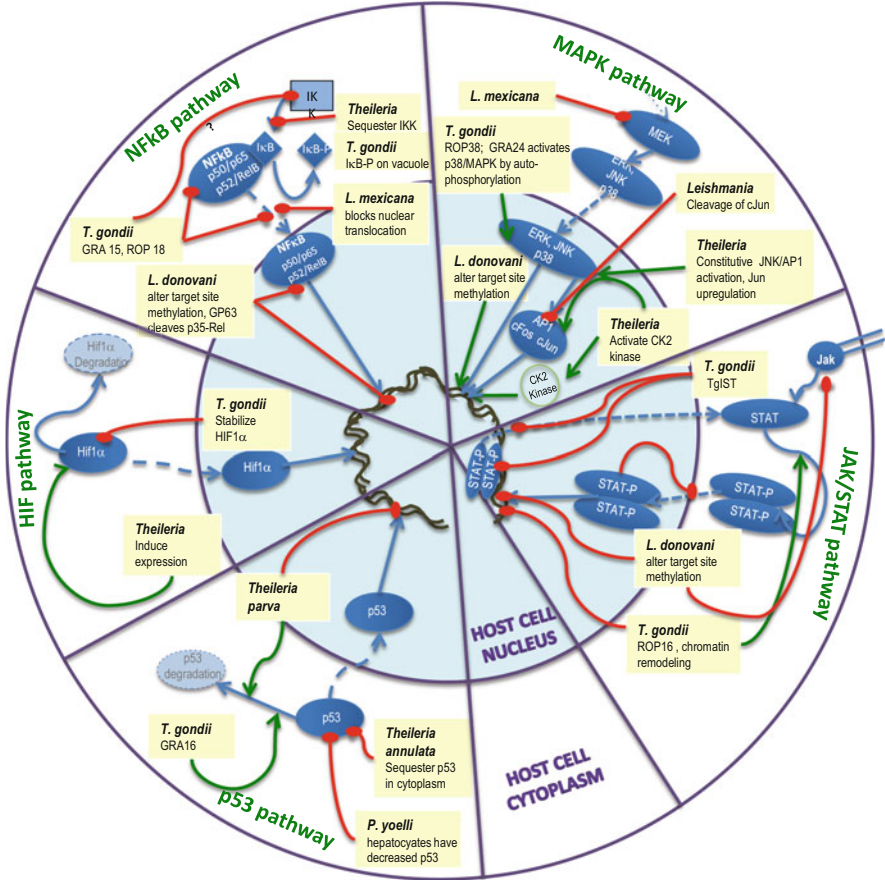 NFkB pathway
IK
K
?
Theileria
Sequester IKK
IκB
IκB-P
T. gondii
IκB-P on vacuole
NFkB
p50/p65
p52/RelB
L. mexicana
blocks nuclear
translocation
T. gondii
GRA 15, ROP 18
NFκB
p50/p65
p52/RelB
L. donovani
alter target site
methylation, GP63
cleaves p35-Rel
MAPK pathway
L. mexicana
MEK
T. gondii
ROP38; GRA24 activates
p38/MAPK by auto-
phosphorylation
ERK,
JNK
p38
Leishmania
Cleavage of cJun
ERK, JNK
p38
Theileria
Constitutive JNK/AP1
activation, Jun
upregulation
L. donovani
alter target site
methylation
AP1
cFos cJun
Theileria
Activate CK2
kinase
CK2
Kinase
JAK/STAT pathway
T. gondii
TgIST
Jak
STAT
STAT-P
STAT-P
STAT-P
STAT-P
STAT-P
STAT-P
L. donovani
alter target site
methylation
T. gondii
ROP16 , chromatin
remodeling
HIF pathway
Hif1α
Degradatio
T. gondii
Stabilize
HIF1α
Hif1α
Hif1α
Theileria
Induce
expression
Theileria
parva
p53
p53
degradation
p53
T. gondii
GRA16
Theileria
annulata
Sequester p53
in cytoplasm
P. yoelli
hepatocytes have
decreased p53
p53 pathway
HOST CELL
NUCLEUS
HOST CELL
CYTOPLASM